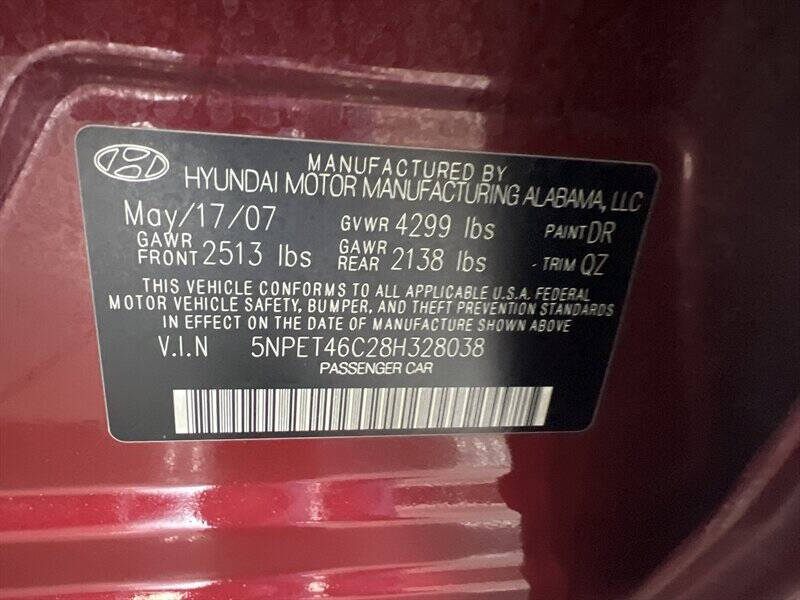 MANUFACTURED BY
HYUNDAI MOTOR MANUFACTURING ALABAMA, LLC
May/17/07 GVWR 4299 lbs PAINT DR
GAWR FRONT 2513 lbs GAWR REAR 2138 lbs TRIM QZ
THIS VEHICLE CONFORMS TO ALL APPLICABLE U.S.A. FEDERAL
MOTOR VEHICLE SAFETY, BUMPER, AND THEFT PREVENTION STANDARDS
IN EFFECT ON THE DATE OF MANUFACTURE SHOWN ABOVE
V.I.N 5NPET46C28H328038
PASSENGER CAR